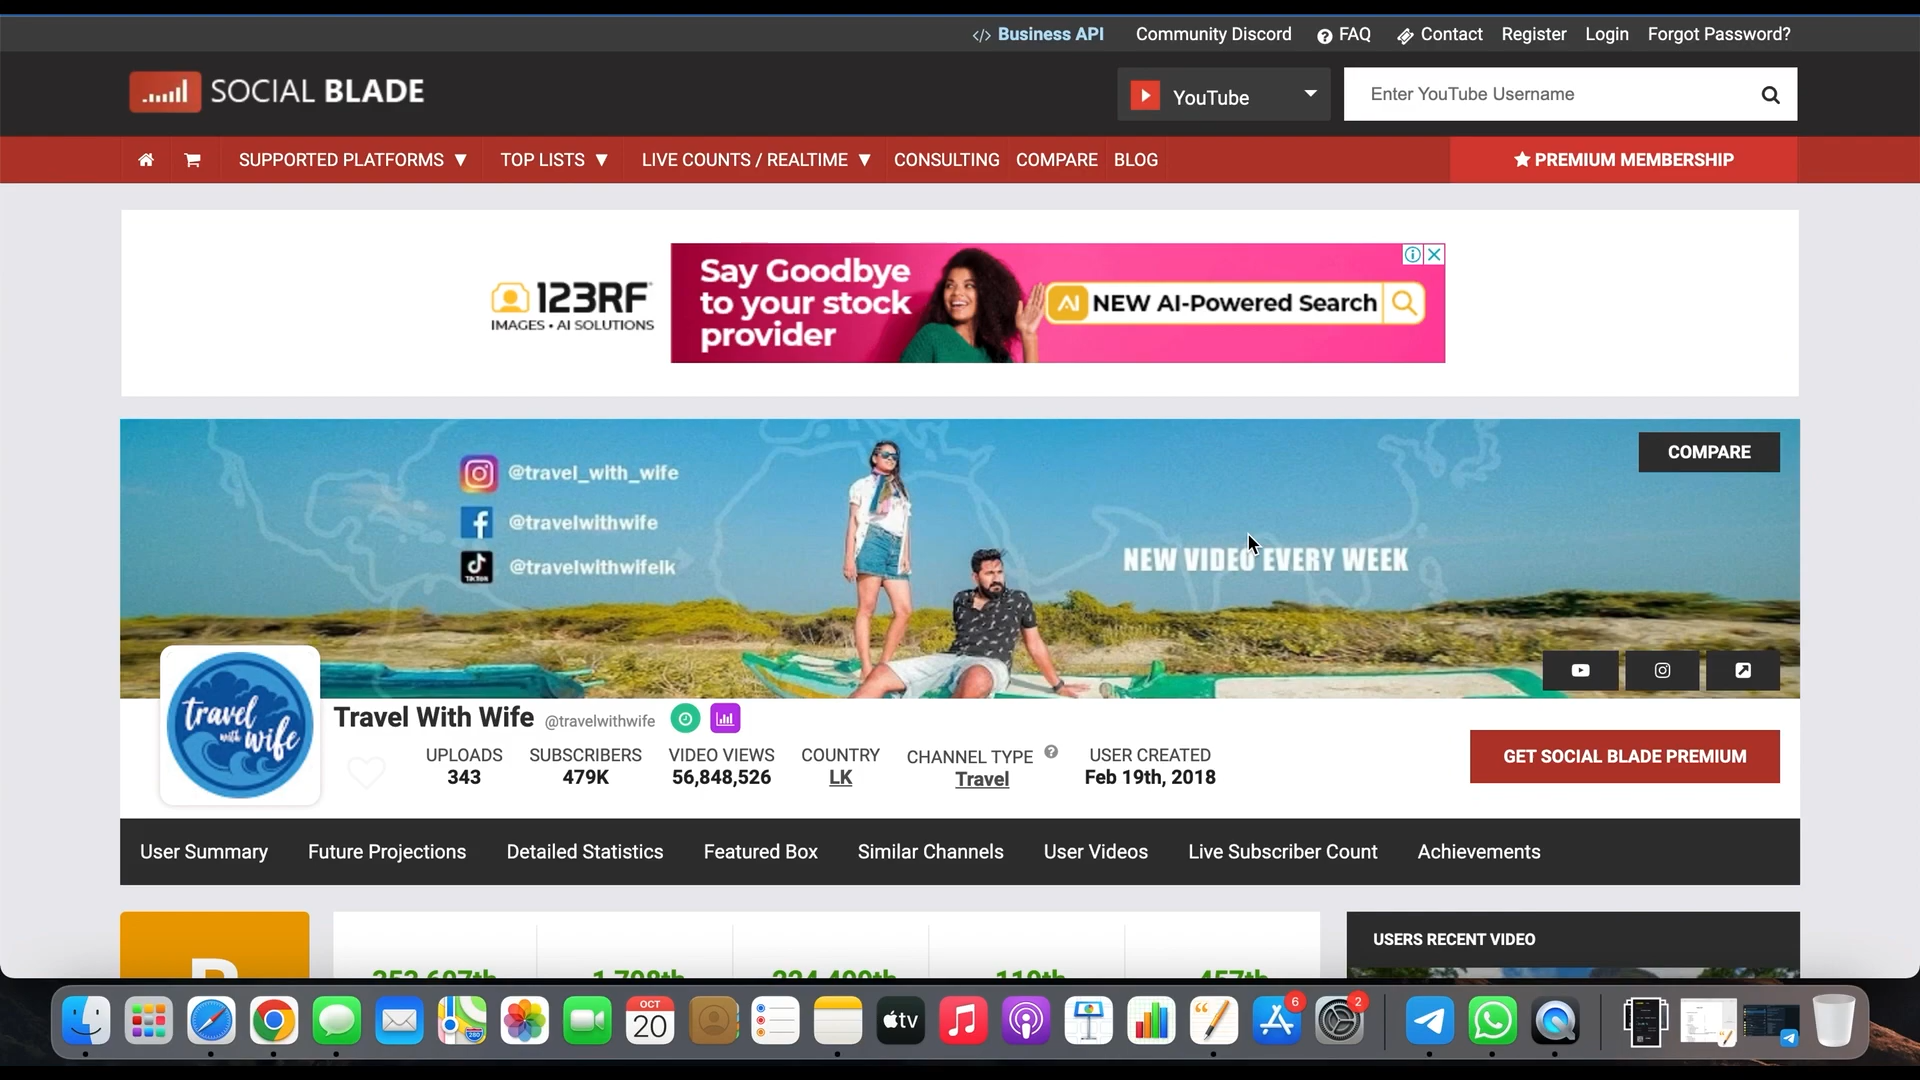 </> Business API Community Discord FAQ Contact Register Login Forgot Password?
SOCIAL BLADE
YouTube
Enter YouTube Username
SUPPORTED PLATFORMS ▼ TOP LISTS ▼ LIVE COUNTS / REALTIME ▼ CONSULTING COMPARE BLOG
PREMIUM MEMBERSHIP
123RF
IMAGES • AI SOLUTIONS
Say Goodbye
to your stock
provider
AI NEW AI-Powered Search
COMPARE
@travel_with_wife
@travelwithwife
@travelwithwifelk
TikTok
NEW VIDEO EVERY WEEK
travel
with
wife
Travel With Wife @travelwithwife
UPLOADS SUBSCRIBERS VIDEO VIEWS COUNTRY CHANNEL TYPE USER CREATED
343 479K 56,848,526 LK Travel Feb 19th, 2018
GET SOCIAL BLADE PREMIUM
User Summary Future Projections Detailed Statistics Featured Box Similar Channels User Videos Live Subscriber Count Achievements
USERS RECENT VIDEO
OCT
20
tv
6
2